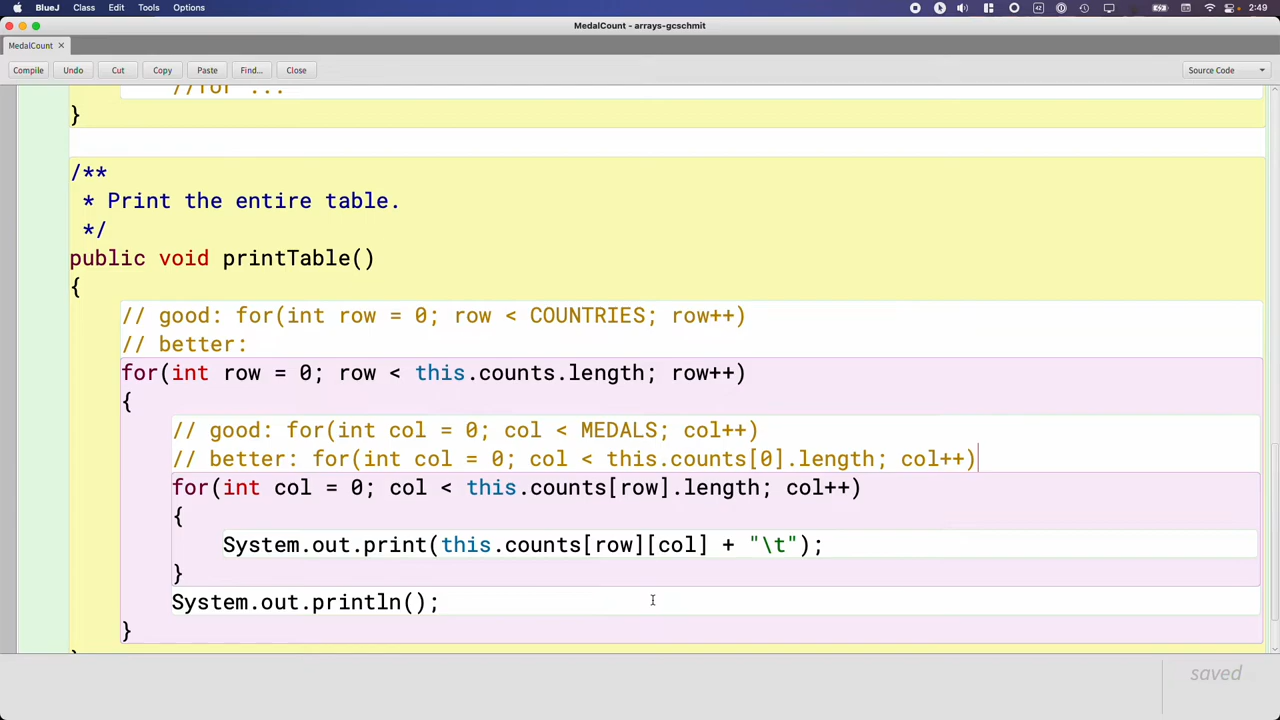 BlueJ Class Edit Tools Options 2:49
MedalCount - arrays-gcschmit
MedalCount ×
Compile Undo Cut Copy Paste Find... Close Source Code
//for ...
}
/**
 * Print the entire table.
 */
public void printTable()
{
// good: for(int row = 0; row < COUNTRIES; row++)
// better:
for(int row = 0; row < this.counts.length; row++)
{
// good: for(int col = 0; col < MEDALS; col++)
// better: for(int col = 0; col < this.counts[0].length; col++)
for(int col = 0; col < this.counts[row].length; col++)
{
System.out.print(this.counts[row][col] + "\t");
}
System.out.println();
}
saved